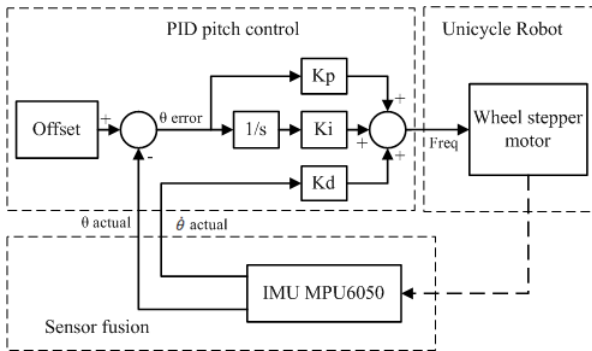 PID pitch control
Unicycle Robot
Kp
θ error
Offset
+
-
1/s
Ki
+
+
+
Freq
Wheel stepper
motor
Kd
θ actual
θ̇ actual
IMU MPU6050
Sensor fusion